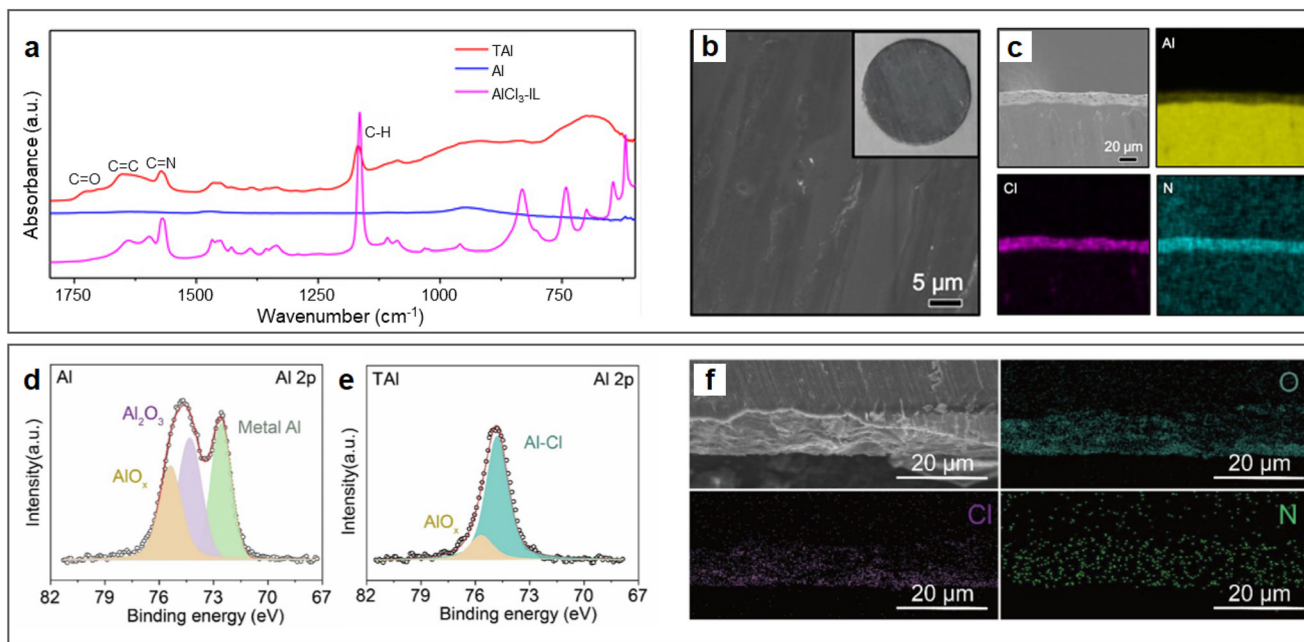 a
TAl
Al
AlCl₃-IL
C=O
C=C
C=N
C-H
Absorbance (a.u.)
1750
1500
1250
1000
750
Wavenumber (cm⁻¹)
b
5 µm
c
Al
20 µm
Cl
N
d
Al
Al 2p
Al₂O₃
Metal Al
AlOₓ
Intensity(a.u.)
82 79 76 73 70 67
Binding energy (eV)
e
TAl
Al 2p
Al-Cl
AlOₓ
Intensity(a.u.)
82 79 76 73 70 67
Binding energy (eV)
f
20 µm
O
20 µm
Cl
20 µm
N
20 µm